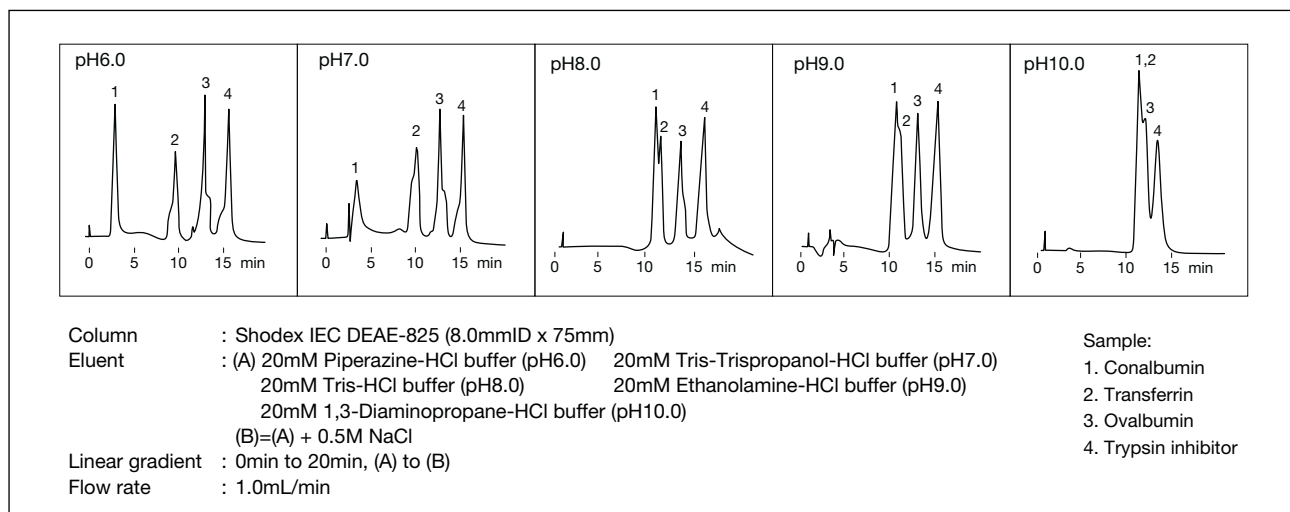 pH6.0
1
2
3
4
0 5 10 15 min
pH7.0
1
2
3
4
0 5 10 15 min
pH8.0
1
2
3
4
0 5 10 15 min
pH9.0
1
2
3
4
0 5 10 15 min
pH10.0
1,2
3
4
0 5 10 15 min
Column : Shodex IEC DEAE-825 (8.0mmID x 75mm)
Eluent : (A) 20mM Piperazine-HCl buffer (pH6.0) 20mM Tris-Trispropanol-HCl buffer (pH7.0)
20mM Tris-HCl buffer (pH8.0) 20mM Ethanolamine-HCl buffer (pH9.0)
20mM 1,3-Diaminopropane-HCl buffer (pH10.0)
(B)=(A) + 0.5M NaCl
Linear gradient : 0min to 20min, (A) to (B)
Flow rate : 1.0mL/min
Sample:
1. Conalbumin
2. Transferrin
3. Ovalbumin
4. Trypsin inhibitor